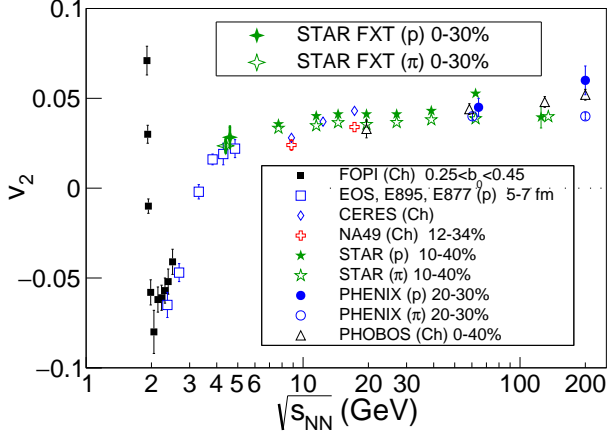 STAR FXT (p) 0-30%
STAR FXT (π) 0-30%
0.1
0.05
0
−0.05
−0.1
v2
FOPI (Ch) 0.25<b0<0.45
EOS, E895, E877 (p) 5-7 fm
CERES (Ch)
NA49 (Ch) 12-34%
STAR (p) 10-40%
STAR (π) 10-40%
PHENIX (p) 20-30%
PHENIX (π) 20-30%
PHOBOS (Ch) 0-40%
1 2 3 4 5 6 10 20 30 100 200
√sNN (GeV)